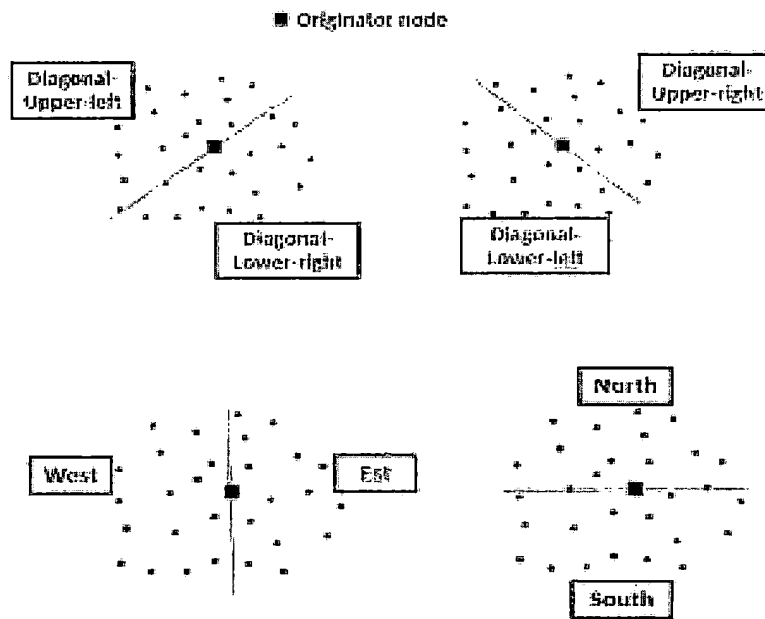 Originator node
Diagonal-
Upper-left
Diagonal-
Upper-right
Diagonal-
Lower-right
Diagonal-
Lower-left
West
Est
North
South